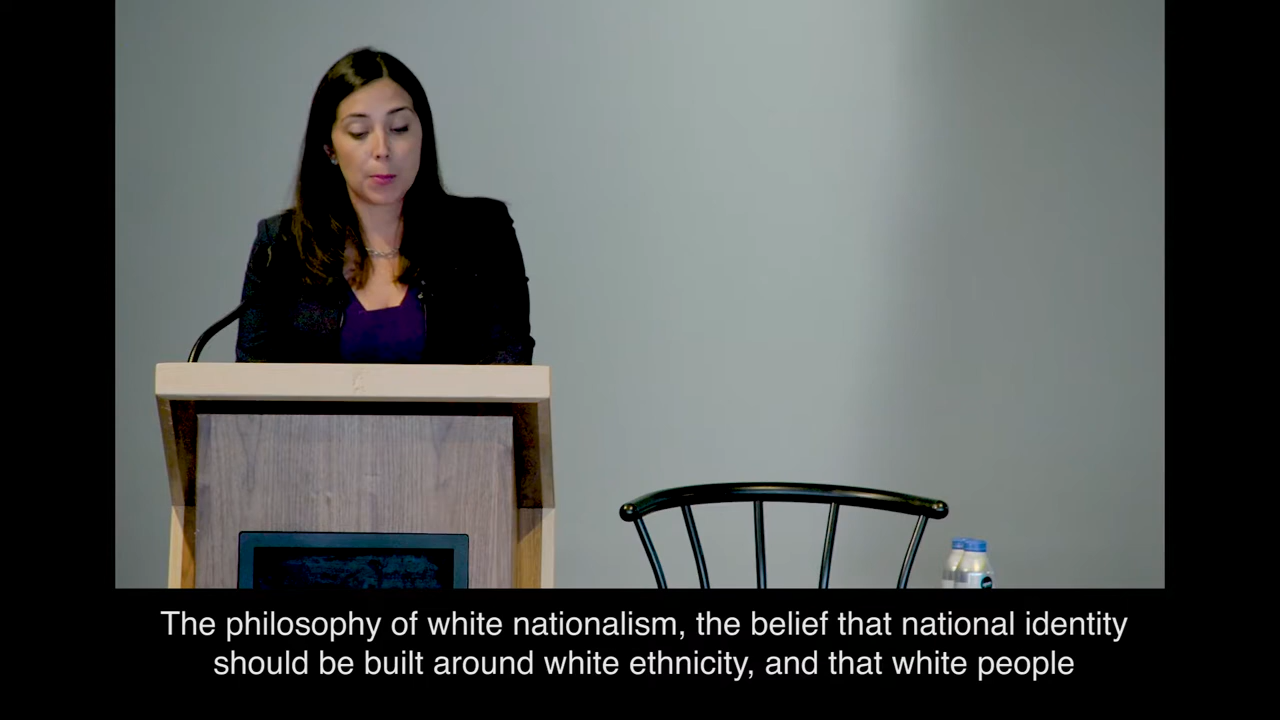 The philosophy of white nationalism, the belief that national identity
should be built around white ethnicity, and that white people